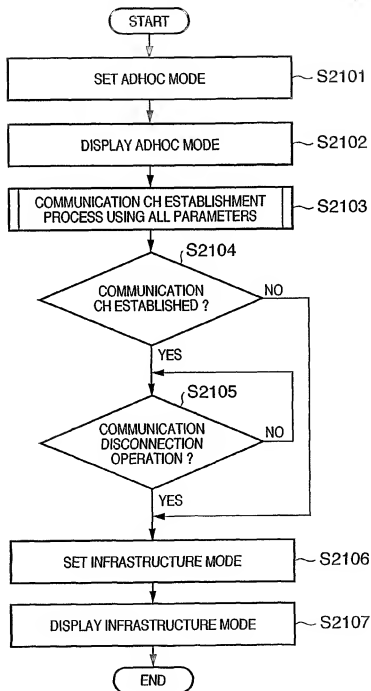 START
SET ADHOC MODE
S2101
DISPLAY ADHOC MODE
S2102
COMMUNICATION CH ESTABLISHMENT
PROCESS USING ALL PARAMETERS
S2103
S2104
COMMUNICATION
CH ESTABLISHED ?
NO
YES
S2105
COMMUNICATION
DISCONNECTION
OPERATION ?
NO
YES
SET INFRASTRUCTURE MODE
S2106
DISPLAY INFRASTRUCTURE MODE
S2107
END